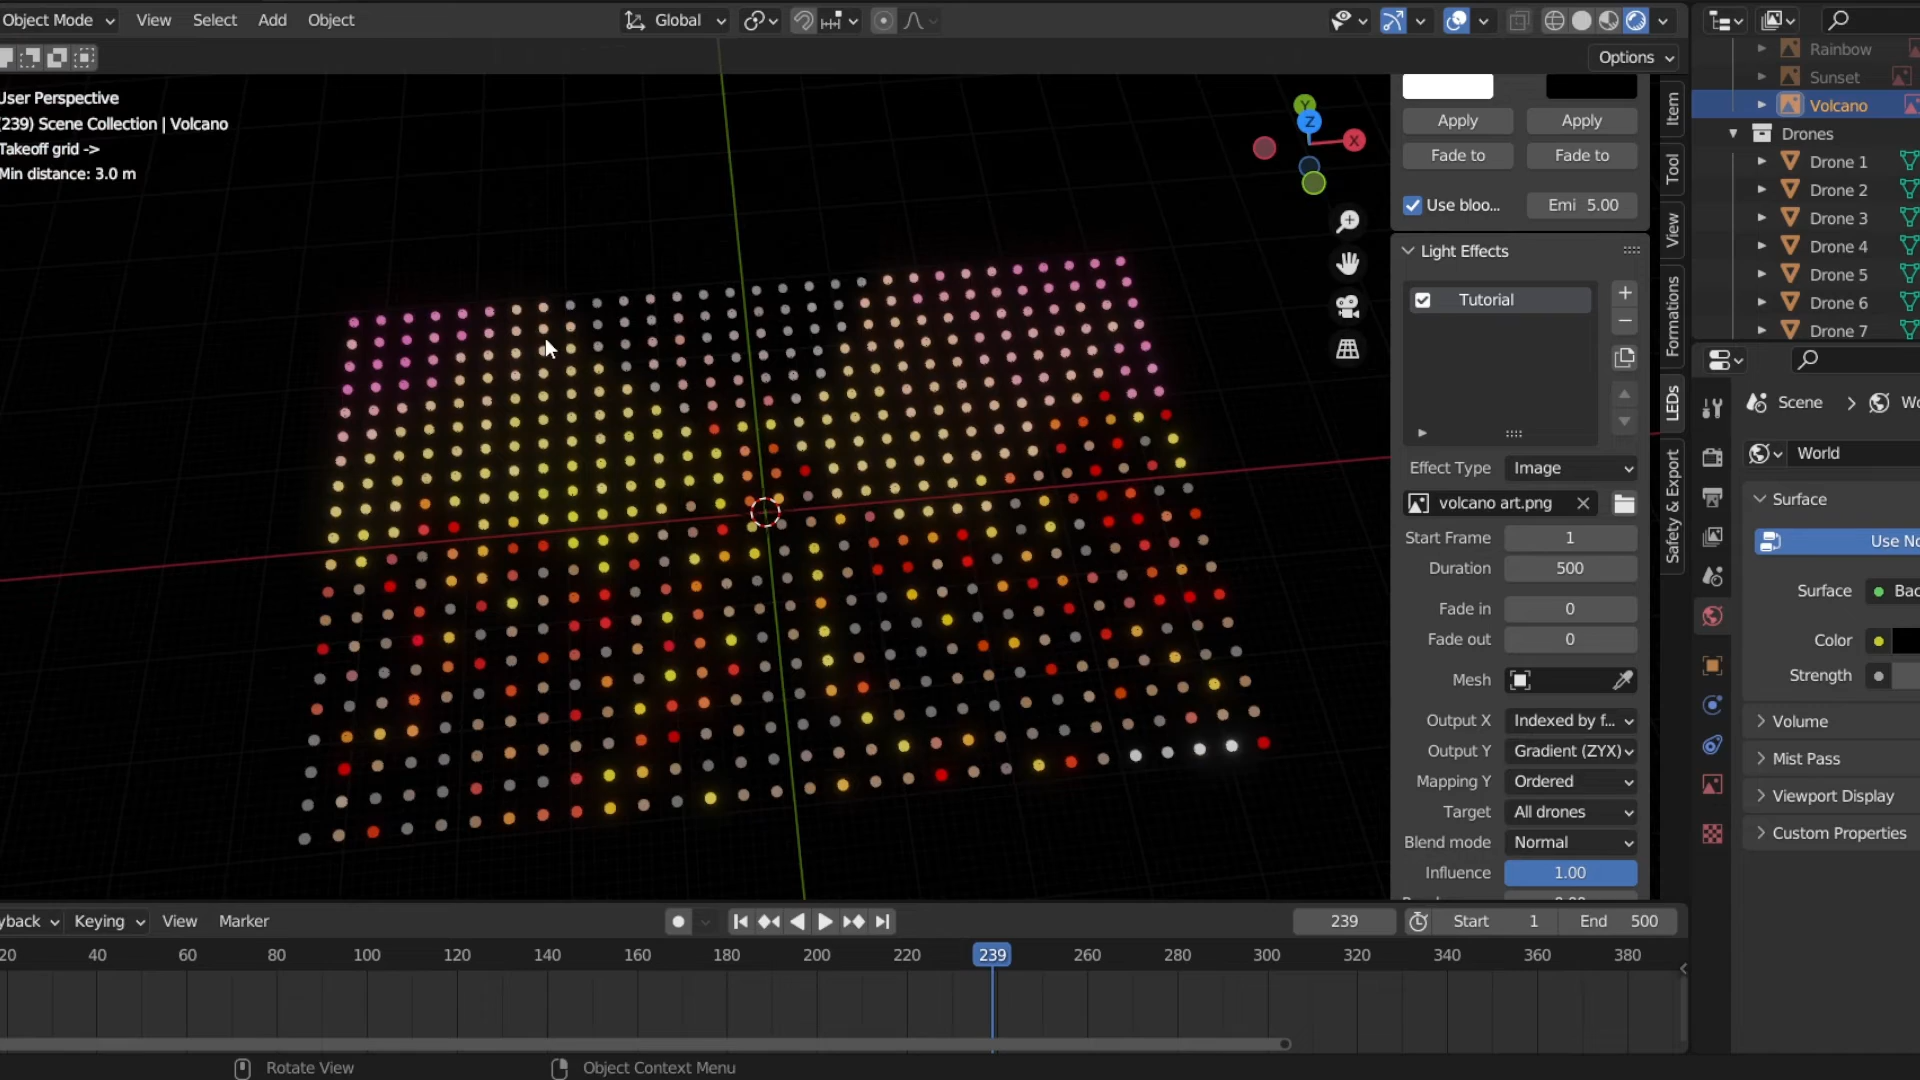 Object Mode View Select Add Object Global
Options
User Perspective
(239) Scene Collection | Volcano
Takeoff grid ->
Min distance: 3.0 m
Y
Z
X
Apply Apply
Fade to Fade to
Use bloo... Emi 5.00
Light Effects
Tutorial
Effect Type Image
volcano art.png
Start Frame 1
Duration 500
Fade in 0
Fade out 0
Mesh
Output X Indexed by f...
Output Y Gradient (ZYX)
Mapping Y Ordered
Target All drones
Blend mode Normal
Influence 1.00
Item
Tool
View
Formations
LEDs
Safety & Export
Rainbow
Sunset
Volcano
Drones
Drone 1
Drone 2
Drone 3
Drone 4
Drone 5
Drone 6
Drone 7
Scene > Wo
World
Surface
Use No
Surface Bac
Color
Strength
Volume
Mist Pass
Viewport Display
Custom Properties
yback Keying View Marker
239 Start 1 End 500
20 40 60 80 100 120 140 160 180 200 220 239 260 280 300 320 340 360 380
Rotate View Object Context Menu